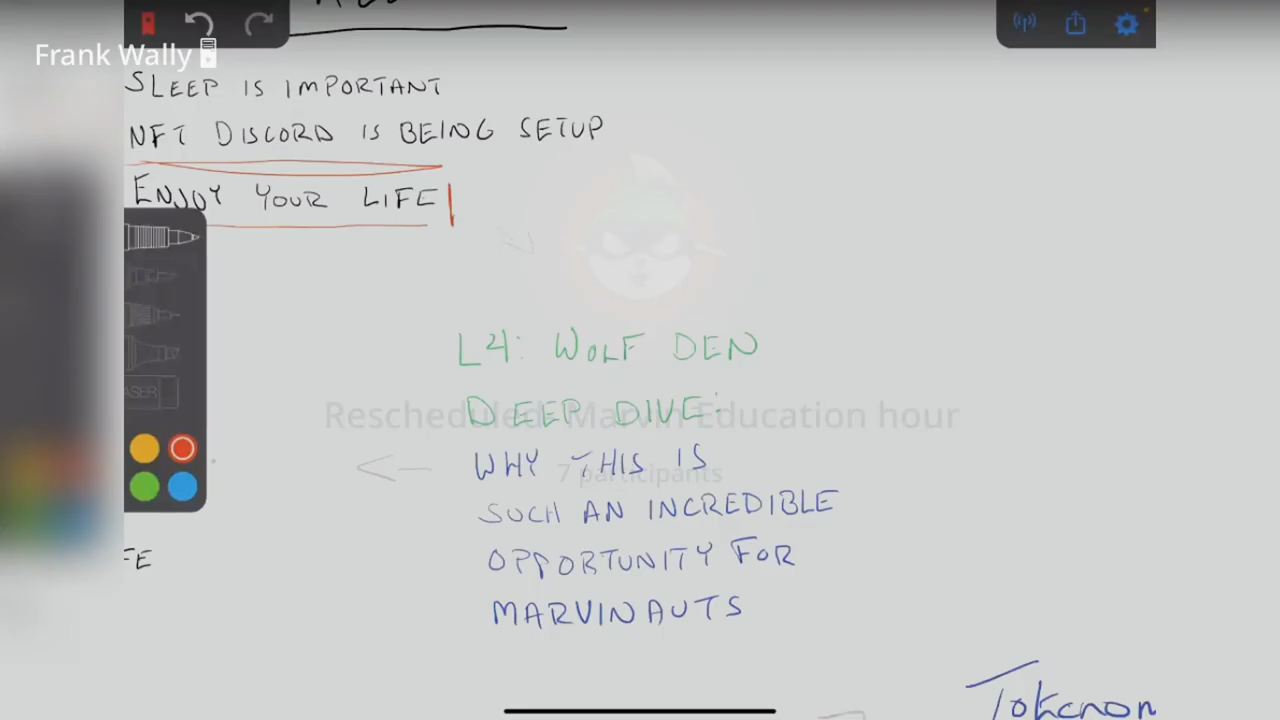 Frank Wally
SLEEP IS IMPORTANT
NFT DISCORD IS BEING SETUP
ENJOY YOUR LIFE
L4: WOLF DEN
DEEP DIVE:
Rescheduled: Marvin Education hour
WHY THIS IS
7 participants
SUCH AN INCREDIBLE
OPPORTUNITY FOR
MARVINAUTS